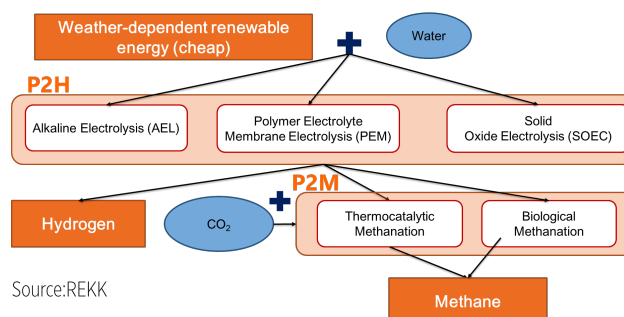 Weather-dependent renewable
energy (cheap)
Water
P2H
Alkaline Electrolysis (AEL)
Polymer Electrolyte
Membrane Electrolysis (PEM)
Solid
Oxide Electrolysis (SOEC)
P2M
Hydrogen
CO₂
Thermocatalytic
Methanation
Biological
Methanation
Source:REKK
Methane